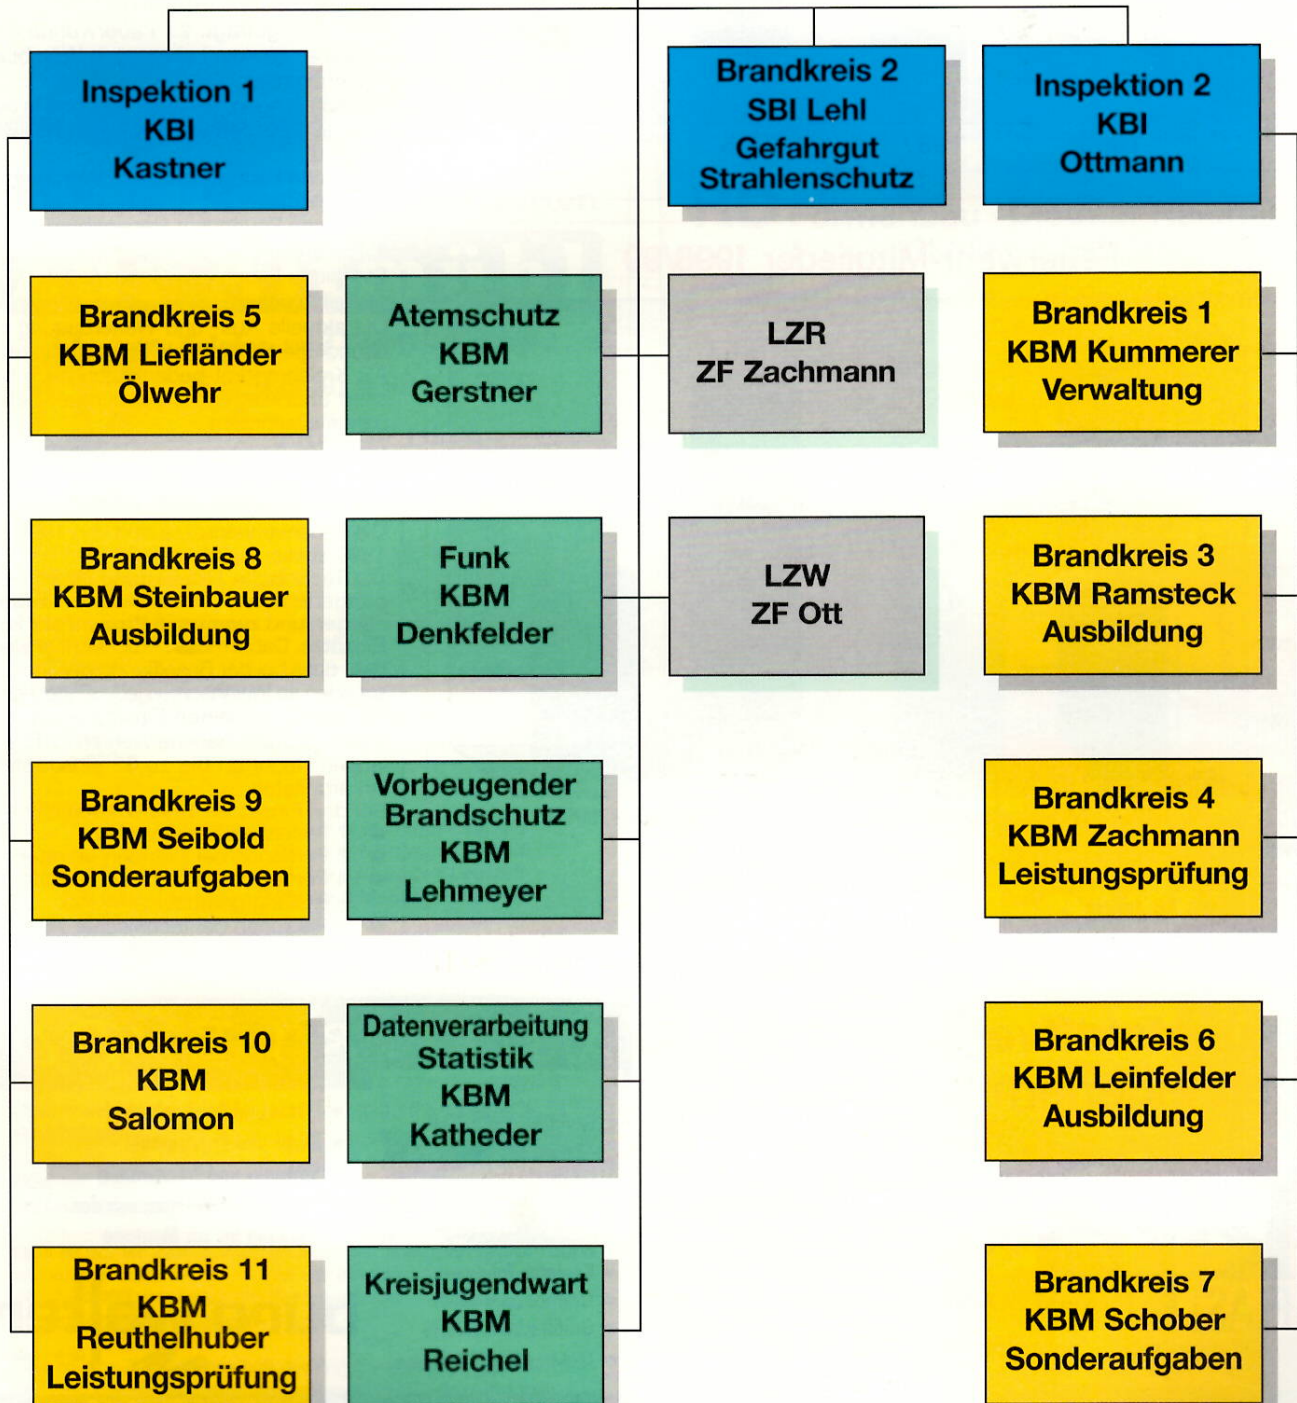 Inspektion 1
KBI
Kastner
Brandkreis 2
SBI Lehl
Gefahrgut
Strahlenschutz
Inspektion 2
KBI
Ottmann
Brandkreis 5
KBM Liefländer
Ölwehr
Atemschutz
KBM
Gerstner
LZR
ZF Zachmann
Brandkreis 1
KBM Kummerer
Verwaltung
Brandkreis 8
KBM Steinbauer
Ausbildung
Funk
KBM
Denkfelder
LZW
ZF Ott
Brandkreis 3
KBM Ramsteck
Ausbildung
Brandkreis 9
KBM Seibold
Sonderaufgaben
Vorbeugender
Brandschutz
KBM
Lehmeyer
Brandkreis 4
KBM Zachmann
Leistungsprüfung
Brandkreis 10
KBM
Salomon
Datenverarbeitung
Statistik
KBM
Katheder
Brandkreis 6
KBM Leinfelder
Ausbildung
Brandkreis 11
KBM
Reuthelhuber
Leistungsprüfung
Kreisjugendwart
KBM
Reichel
Brandkreis 7
KBM Schober
Sonderaufgaben